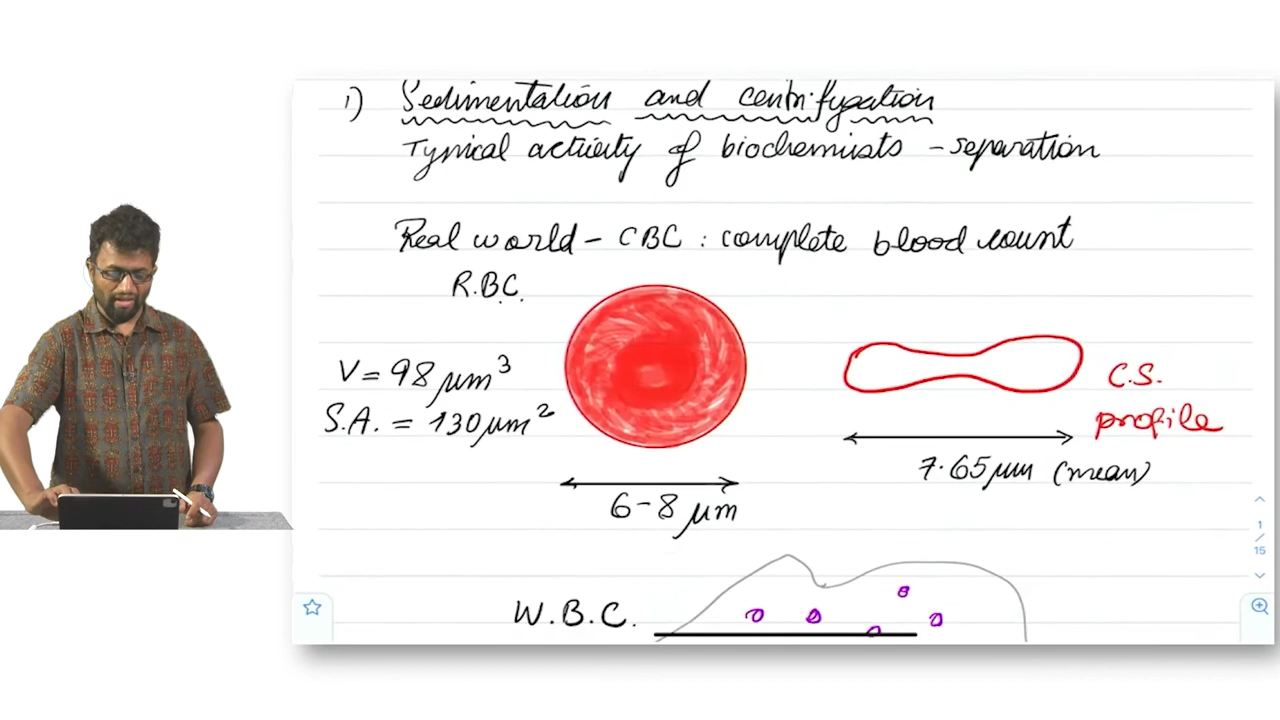 i) Sedimentation and centrifugation
Typical activity of biochemists - separation
Real world - CBC : complete blood count
R.B.C.
V = 98 μm³
S.A. = 130 μm²
C.S.
profile
7.65 μm (mean)
6-8 μm
W.B.C.
1
/
15